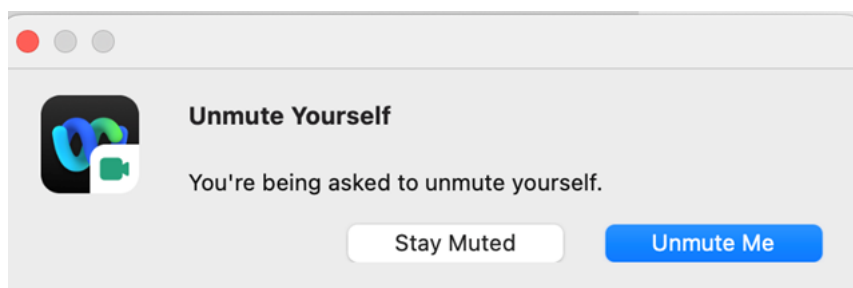 Unmute Yourself
You're being asked to unmute yourself.
Stay Muted
Unmute Me